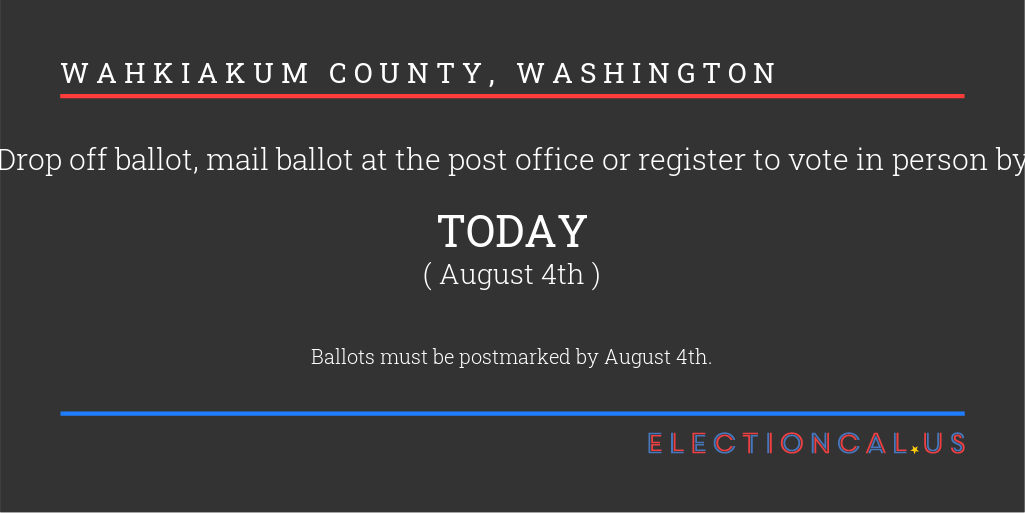 WAHKIAKUM COUNTY, WASHINGTON
Drop off ballot, mail ballot at the post office or register to vote in person by
TODAY
( August 4th )
Ballots must be postmarked by August 4th.
ELECTIONCAL.US